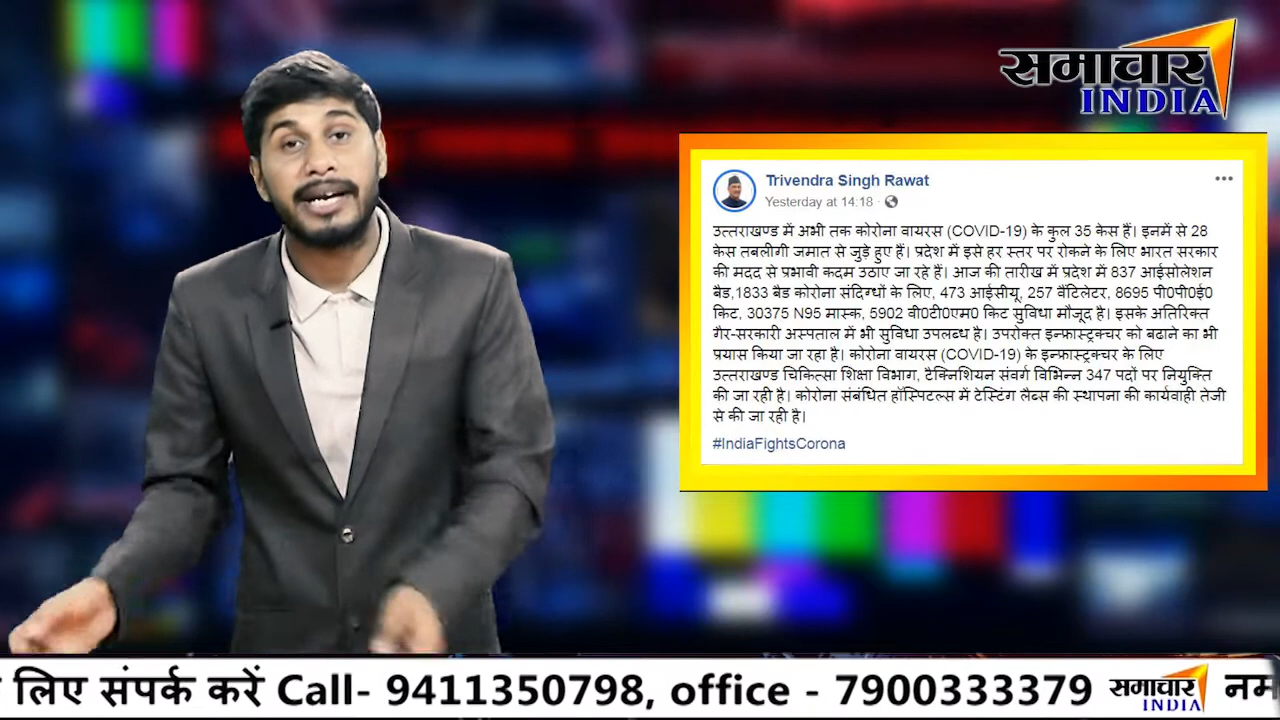 समाचार
INDIA
Trivendra Singh Rawat
Yesterday at 14:18 ·
उत्तराखण्ड में अभी तक कोरोना वायरस (COVID-19) के कुल 35 केस हैं। इनमें से 28
केस तबलीगी जमात से जुड़े हुए हैं। प्रदेश में इसे हर स्तर पर रोकने के लिए भारत सरकार
की मदद से प्रभावी कदम उठाए जा रहे हैं। आज की तारीख में प्रदेश में 837 आईसोलेशन
बैड,1833 बैड कोरोना संदिग्धों के लिए, 473 आईसीयू, 257 वैंटिलेटर, 8695 पी0पी0ई0
किट, 30375 N95 मास्क, 5902 वी0टी0एम0 किट सुविधा मौजूद है। इसके अतिरिक्त
गैर-सरकारी अस्पताल में भी सुविधा उपलब्ध है। उपरोक्त इन्फ्रास्ट्रक्चर को बढाने का भी
प्रयास किया जा रहा है। कोरोना वायरस (COVID-19) के इन्फ्रास्ट्रक्चर के लिए
उत्तराखण्ड चिकित्सा शिक्षा विभाग, टैक्निशियन संवर्ग विभिन्न 347 पदों पर नियुक्ति
की जा रही है। कोरोना संबंधित हॉस्पिटल्स में टेस्टिंग लैब्स की स्थापना की कार्यवाही तेजी
से की जा रही है।
#IndiaFightsCorona
लिए संपर्क करें Call- 9411350798, office - 7900333379 समाचार INDIA नम